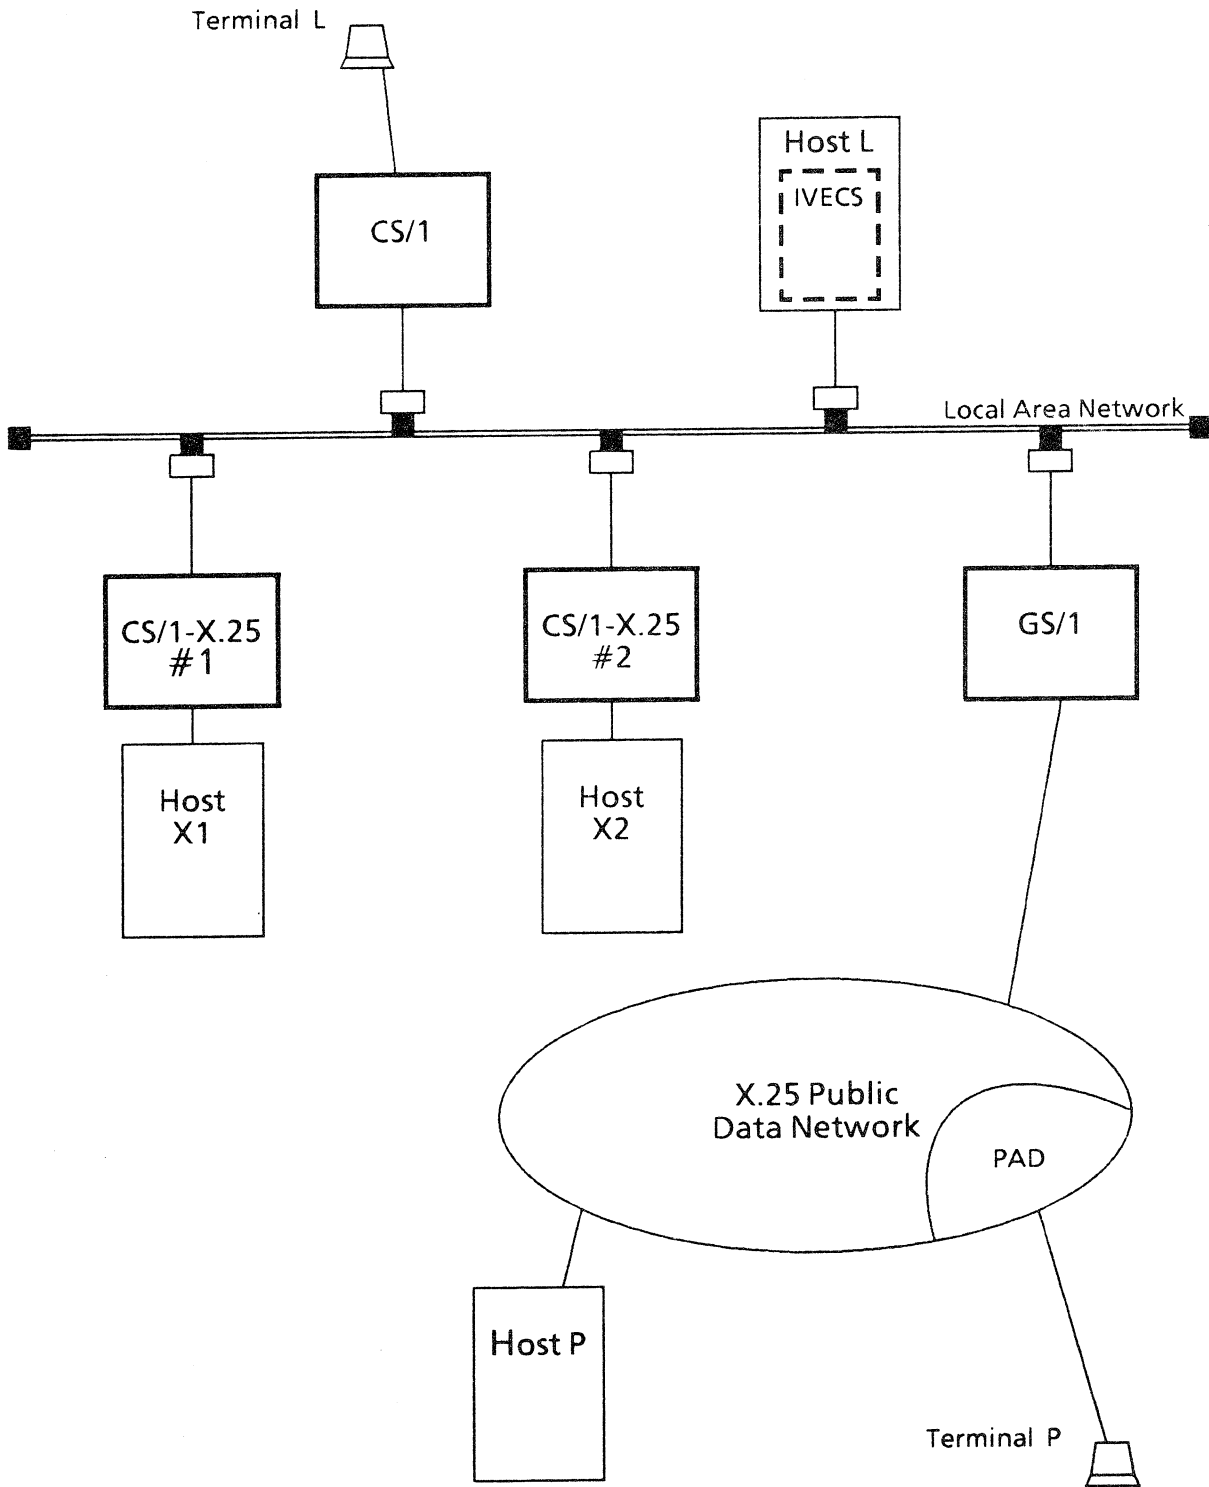 Terminal L
Host L
IVECS
CS/1
Local Area Network
CS/1-X.25
#1
CS/1-X.25
#2
GS/1
Host
X1
Host
X2
X.25 Public
Data Network
PAD
Host P
Terminal P